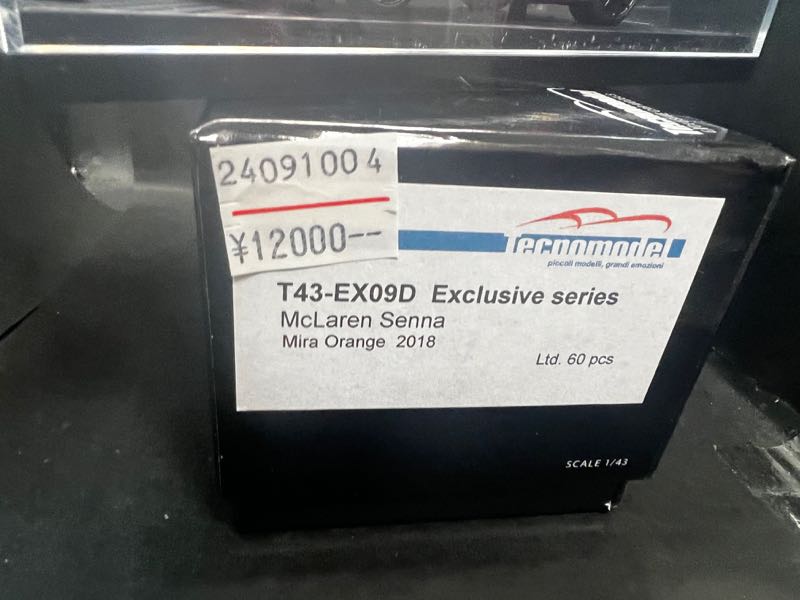 24091004
¥12000--
Tecnomodel
piccoli modelli, grandi emozioni
T43-EX09D Exclusive series
McLaren Senna
Mira Orange 2018
Ltd. 60 pcs
SCALE 1/43